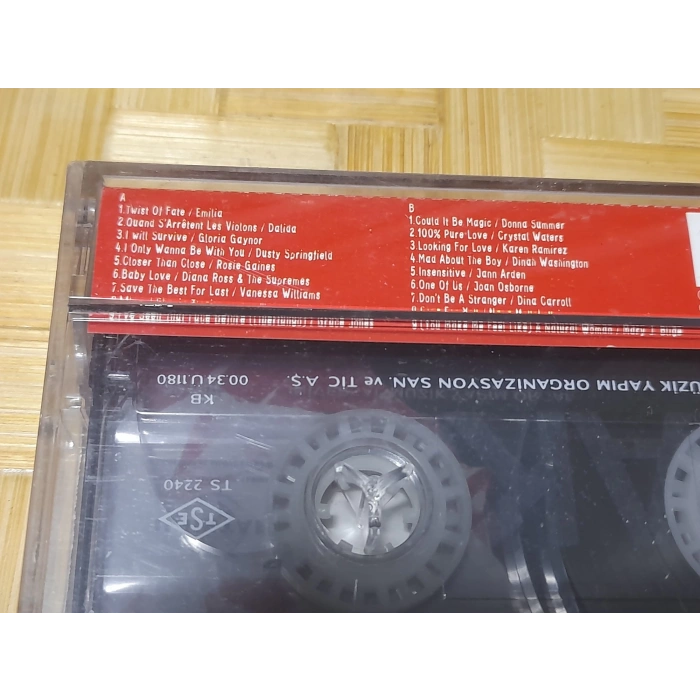 A
1.Twist Of Fate / Emilia
2.Quand S'Arrêtent Les Violons / Dalida
3.I will Survive / Gloria Gaynor
4.I Only Wanna Be With You / Dusty Springfield
5.Closer Than Close / Rosie Gaines
6.Baby Love / Diana Ross & The Supremes
7.Save The Best For Last / Vanessa Williams
B
1.Could It Be Magic / Donna Summer
2.100% Pure Love / Crystal Waters
3.Looking For Love / Karen Ramirez
4.Mad About The Boy / Dinah Washington
5 Insensitive / Jann Arden
6.One Of Us / Joan Osborne
7.Don't Be A Stranger / Dina Carroll
YAPIM ORGANİZASYON SAN. ve TİC A.Ş.
KB
00.34.U.1180
TS 2240
TSE